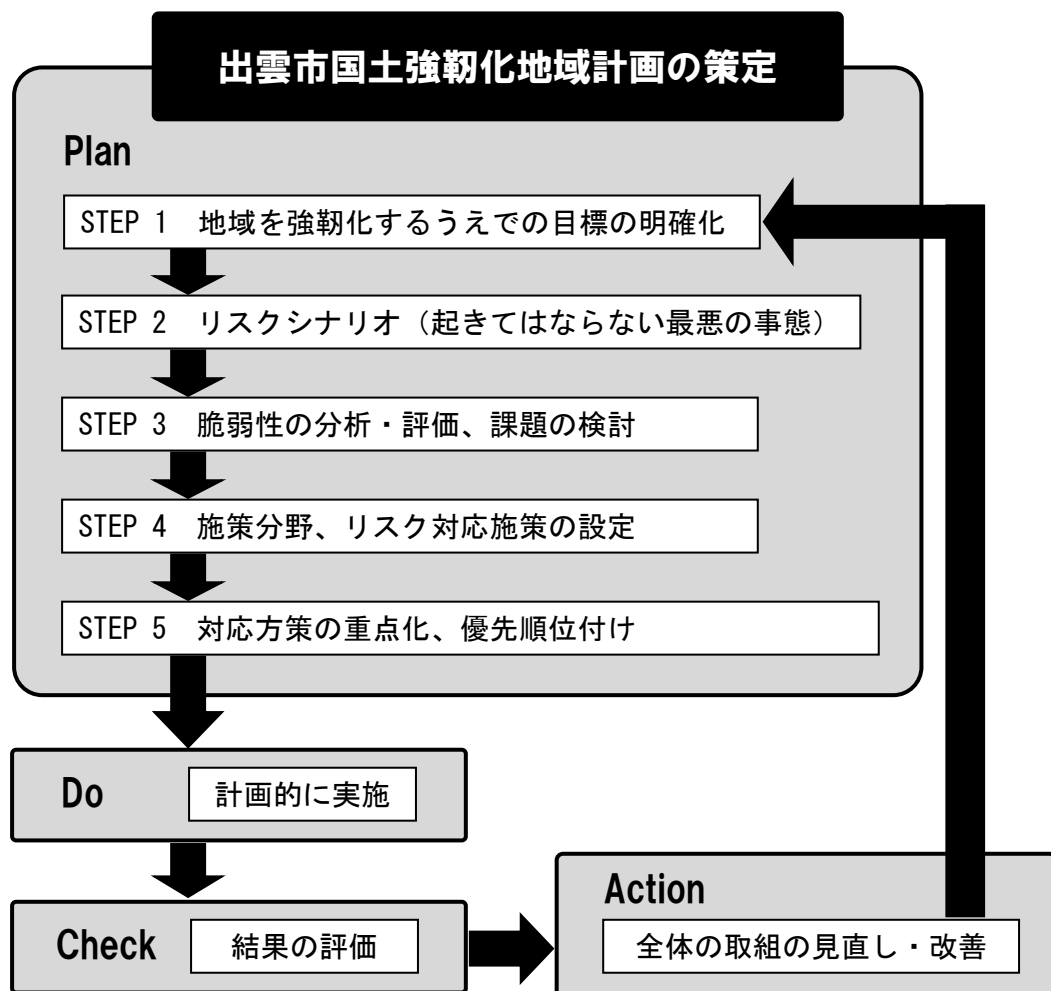 出雲市国土強靭化地域計画の策定
Plan
STEP 1 地域を強靭化するうえでの目標の明確化
STEP 2 リスクシナリオ（起きてはならない最悪の事態）
STEP 3 脆弱性の分析・評価、課題の検討
STEP 4 施策分野、リスク対応施策の設定
STEP 5 対応方策の重点化、優先順位付け
Do 計画的に実施
Check 結果の評価
Action
全体の取組の見直し・改善